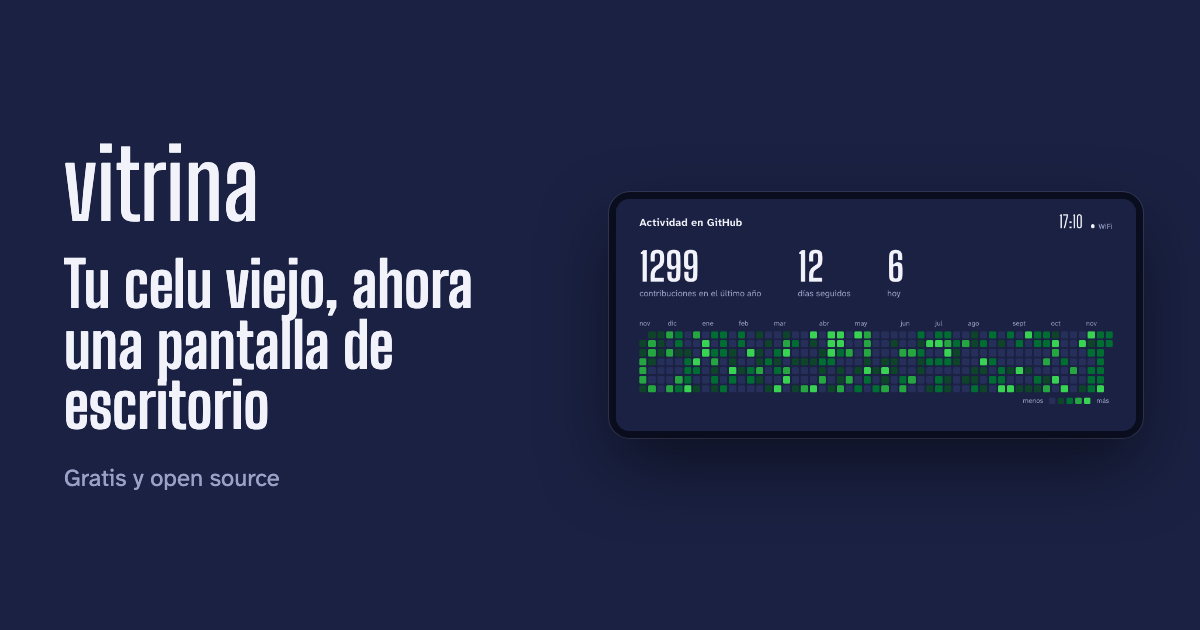 vitrina
Tu celu viejo, ahora
una pantalla de
escritorio
Gratis y open source
Actividad en GitHub
17:10 WiFi
1299 12 6
contribuciones en el último año días seguidos hoy
nov dic ene feb mar abr may jun jul ago sept oct nov
menos más